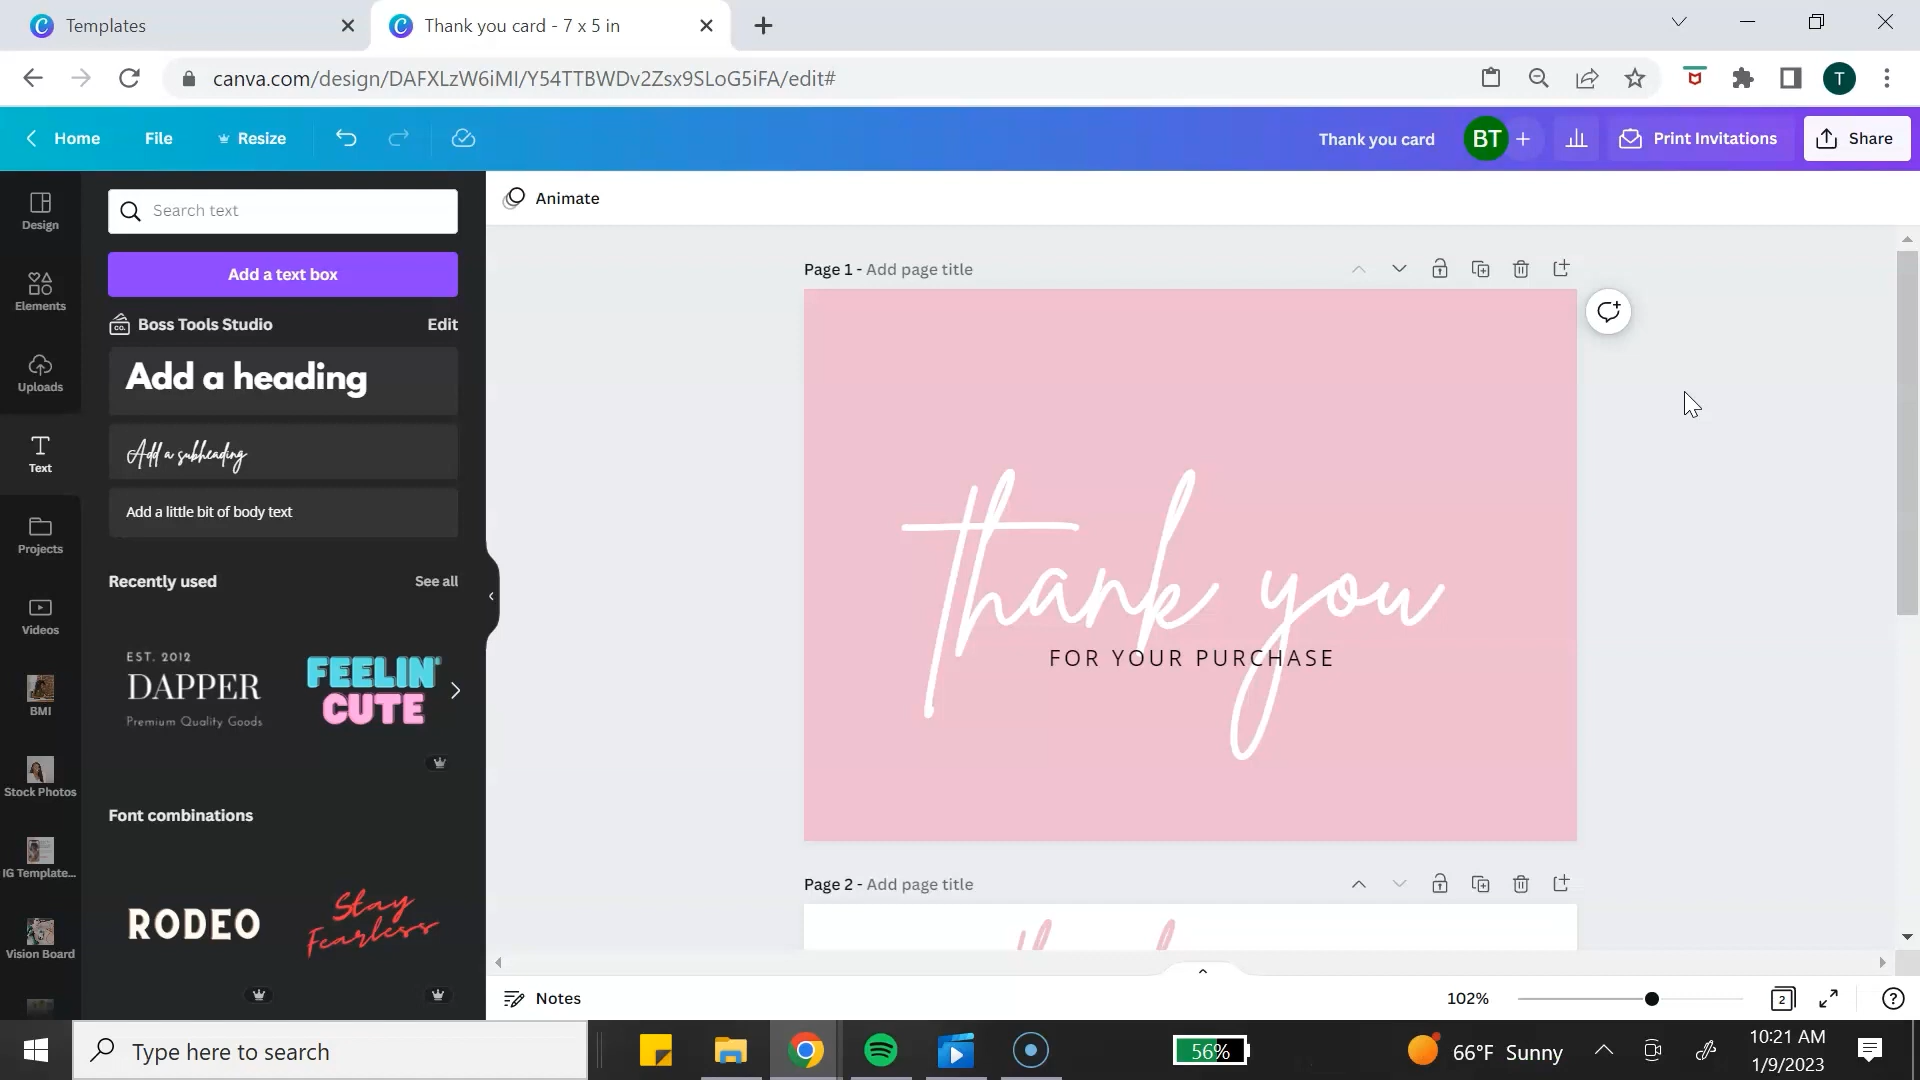 Templates
Thank you card - 7 x 5 in
canva.com/design/DAFXLzW6iMI/Y54TTBWDv2Zsx9SLoG5iFA/edit#
T
Home
File
Resize
Thank you card
BT
Print Invitations
Share
Design
Elements
Uploads
Text
Projects
Videos
BMI
Stock Photos
IG Template...
Vision Board
Search text
Add a text box
CO.
Boss Tools Studio
Edit
Add a heading
Add a subheading
Add a little bit of body text
Recently used
See all
EST. 2012
DAPPER
Premium Quality Goods
FEELIN'
CUTE
Font combinations
RODEO
Stay
Fearless
Animate
Page 1 - Add page title
Thank you
FOR YOUR PURCHASE
Page 2 - Add page title
Notes
102%
2
Type here to search
56%
66°F Sunny
10:21 AM
1/9/2023